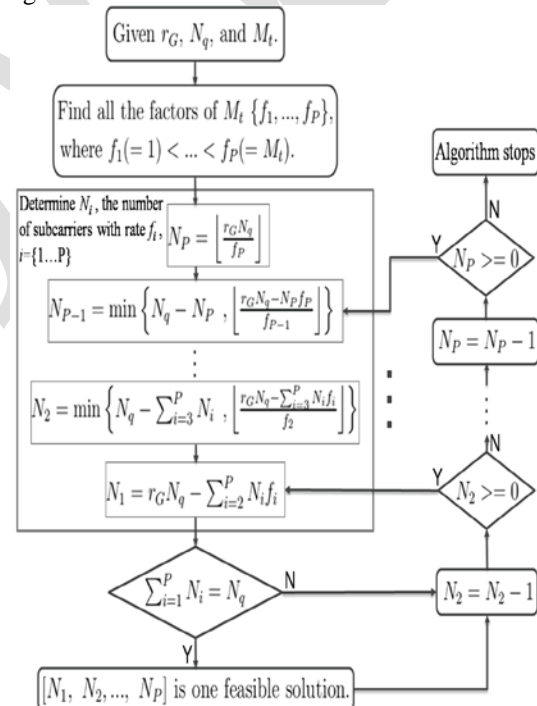 Given r_G, N_q, and M_t.
Find all the factors of M_t {f_1, ..., f_P},
where f_1(= 1) < ... < f_P(= M_t).
Algorithm stops
Determine N_i, the number
of subcarriers with rate f_i,
i={1...P}
N_P = ⌊r_G N_q / f_P⌋
N
Y
N_P >= 0
N_{P−1} = min {N_q − N_P , ⌊(r_G N_q − N_P f_P) / f_{P−1}⌋}
N_P = N_P − 1
⋮
N_2 = min {N_q − ∑_{i=3}^{P} N_i , ⌊(r_G N_q − ∑_{i=3}^{P} N_i f_i) / f_2⌋}
N
Y
N_2 >= 0
N_1 = r_G N_q − ∑_{i=2}^{P} N_i f_i
∑_{i=1}^{P} N_i = N_q
N
N_2 = N_2 − 1
Y
[N_1, N_2, ..., N_P] is one feasible solution.